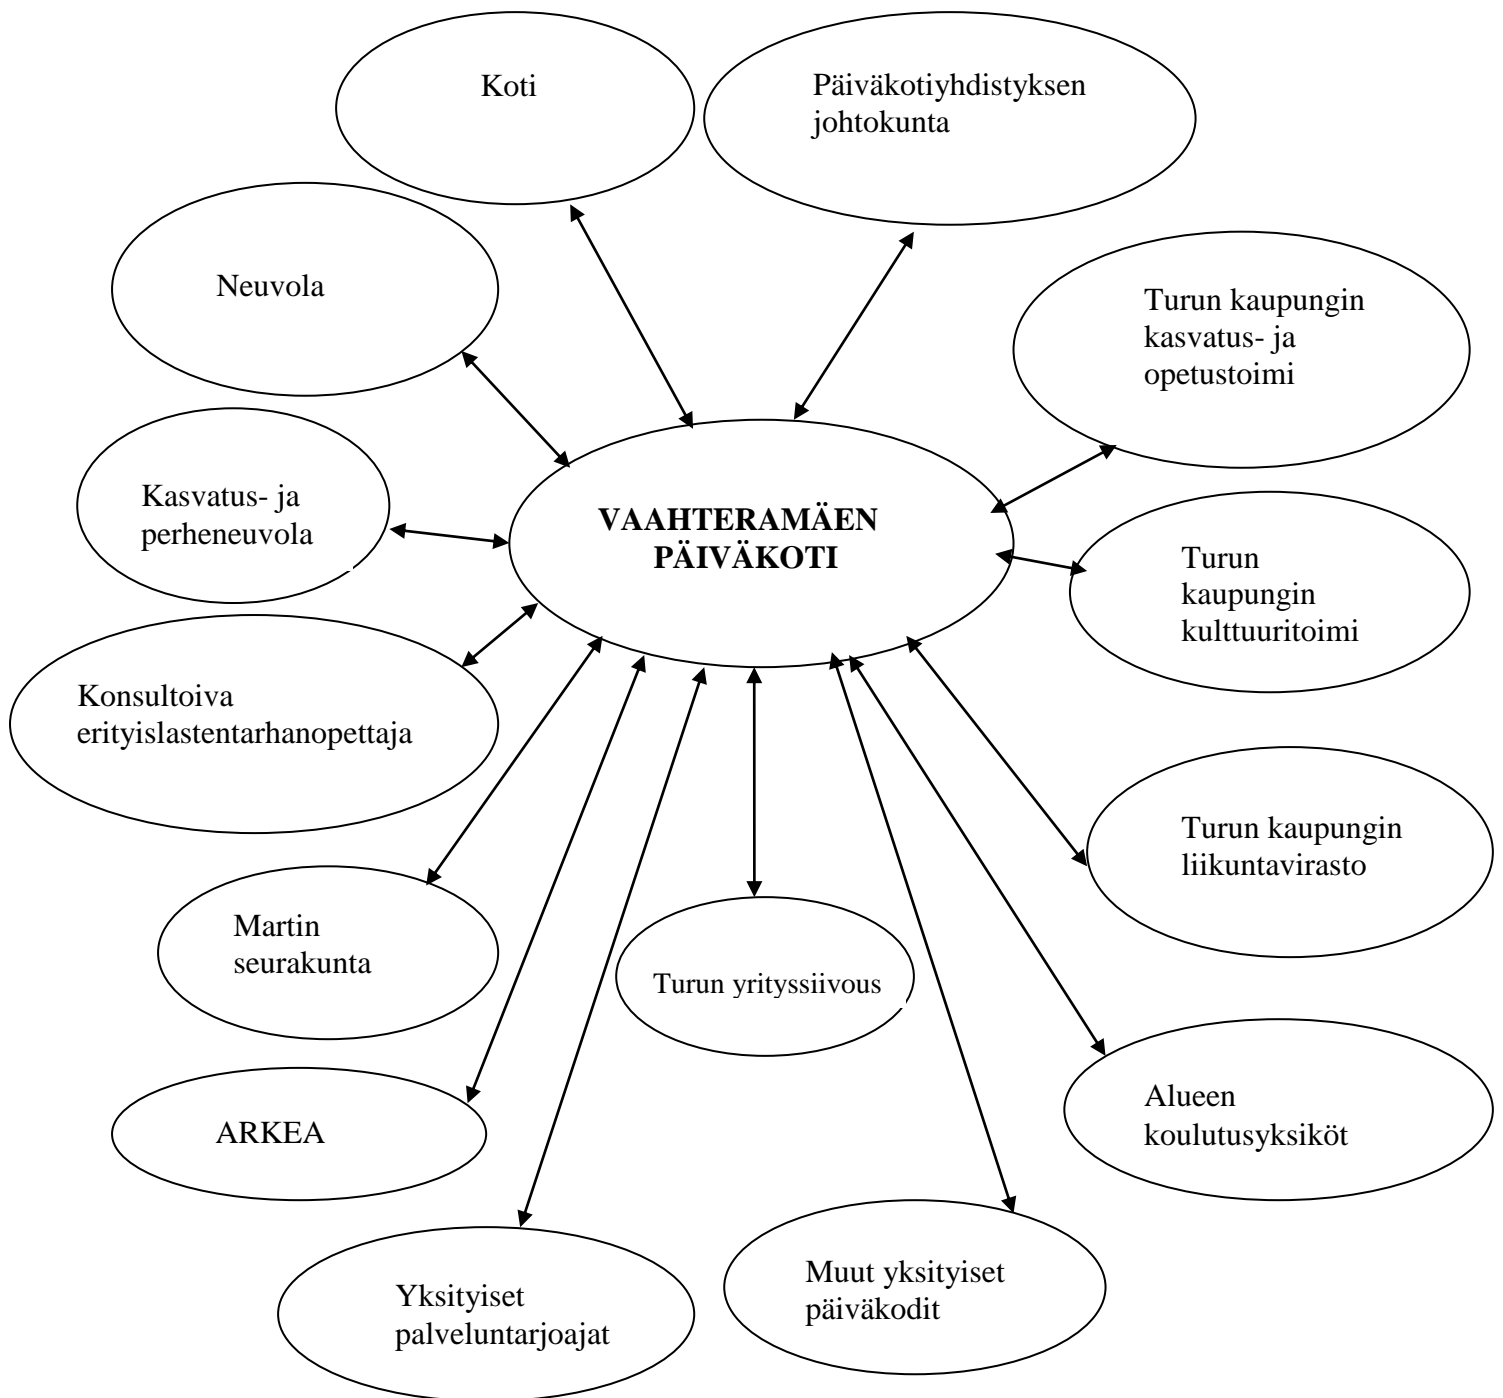 Koti
Päiväkotiyhdistyksen
johtokunta
Neuvola
Turun kaupungin
kasvatus- ja
opetustoimi
Kasvatus- ja
perheneuvola
VAAHTERAMÄEN
PÄIVÄKOTI
Turun
kaupungin
kulttuuritoimi
Konsultoiva
erityislastentarhanopettaja
Turun kaupungin
liikuntavirasto
Martin
seurakunta
Turun yrityssiivous
ARKEA
Alueen
koulutusyksiköt
Yksityiset
palveluntarjoajat
Muut yksityiset
päiväkodit